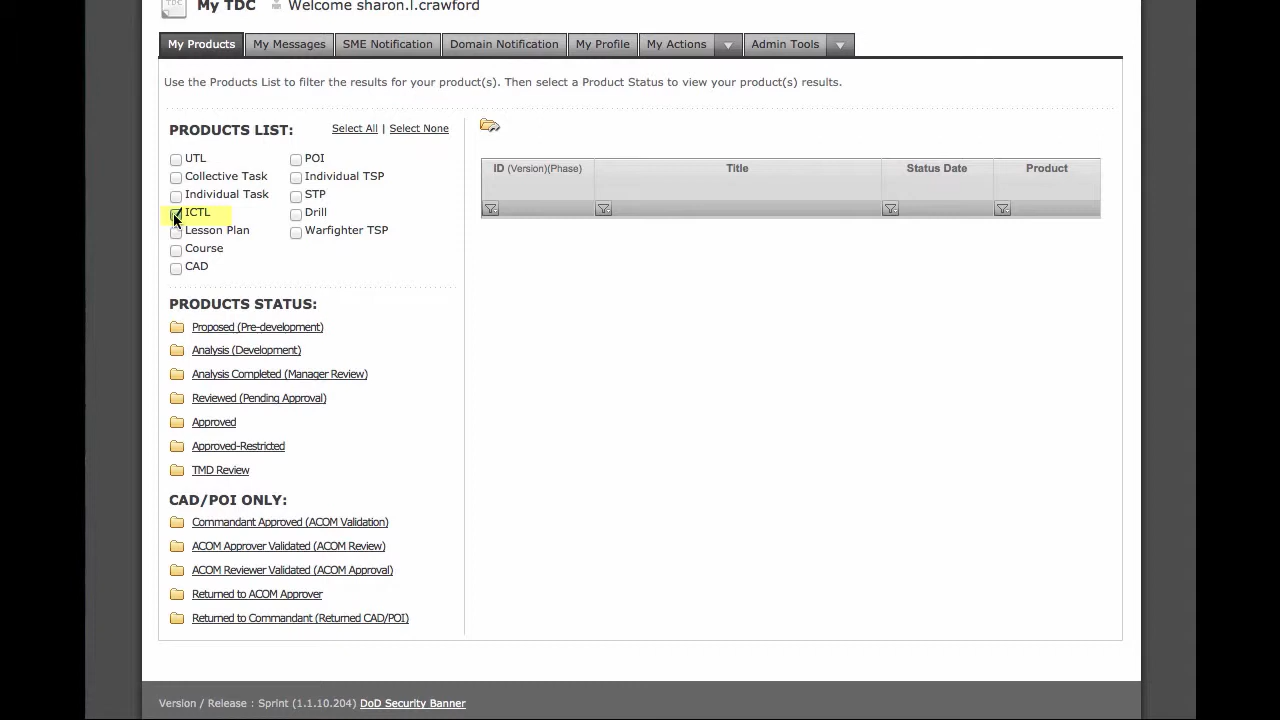 TDC My TDC Welcome sharon.l.crawford
My Products My Messages SME Notification Domain Notification My Profile My Actions Admin Tools
Use the Products List to filter the results for your product(s). Then select a Product Status to view your product(s) results.
PRODUCTS LIST: Select All | Select None
UTL POI
Collective Task Individual TSP
Individual Task STP
ICTL Drill
Lesson Plan Warfighter TSP
Course
CAD
ID (Version)(Phase) Title Status Date Product
PRODUCTS STATUS:
Proposed (Pre-development)
Analysis (Development)
Analysis Completed (Manager Review)
Reviewed (Pending Approval)
Approved
Approved-Restricted
TMD Review
CAD/POI ONLY:
Commandant Approved (ACOM Validation)
ACOM Approver Validated (ACOM Review)
ACOM Reviewer Validated (ACOM Approval)
Returned to ACOM Approver
Returned to Commandant (Returned CAD/POI)
Version / Release : Sprint (1.1.10.204) DoD Security Banner